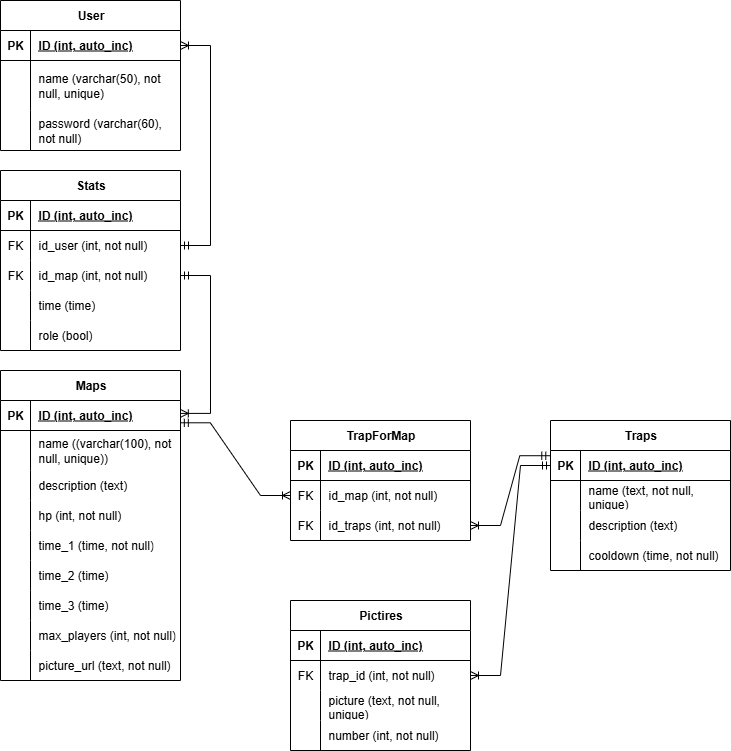 User
PK ID (int, auto_inc)
name (varchar(50), not
null, unique)
password (varchar(60),
not null)
Stats
PK ID (int, auto_inc)
FK id_user (int, not null)
FK id_map (int, not null)
time (time)
role (bool)
Maps
PK ID (int, auto_inc)
name ((varchar(100), not
null, unique))
description (text)
hp (int, not null)
time_1 (time, not null)
time_2 (time)
time_3 (time)
max_players (int, not null)
picture_url (text, not null)
TrapForMap
PK ID (int, auto_inc)
FK id_map (int, not null)
FK id_traps (int, not null)
Traps
PK ID (int, auto_inc)
name (text, not null,
unique)
description (text)
cooldown (time, not null)
Pictires
PK ID (int, auto_inc)
FK trap_id (int, not null)
picture (text, not null,
unique)
number (int, not null)